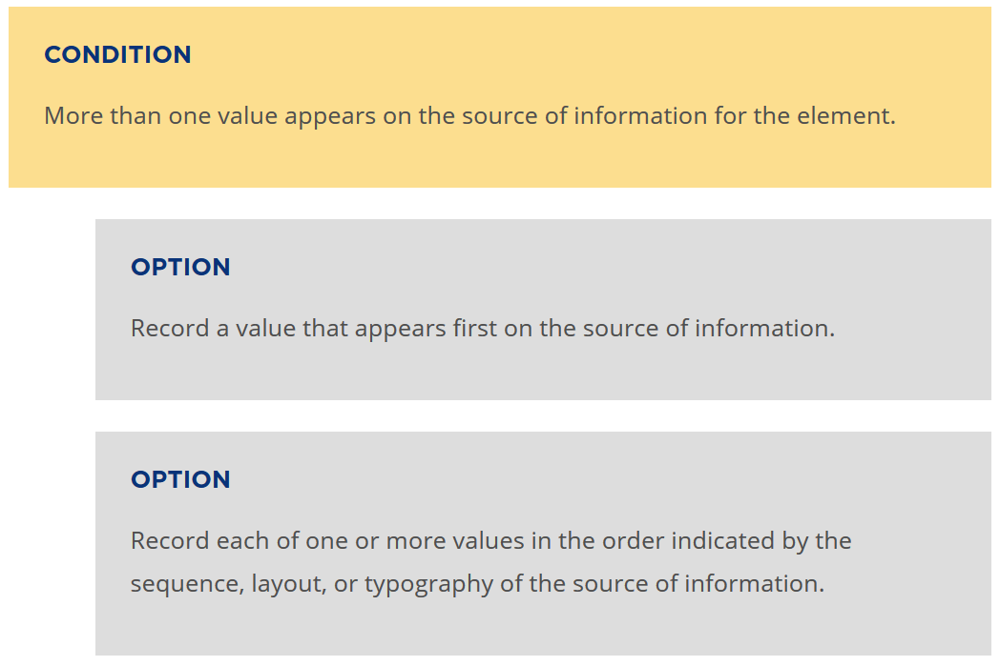 CONDITION
More than one value appears on the source of information for the element.
OPTION
Record a value that appears first on the source of information.
OPTION
Record each of one or more values in the order indicated by the
sequence, layout, or typography of the source of information.